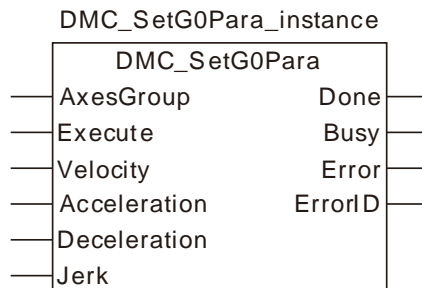 DMC_SetG0Para_instance
DMC_SetG0Para
AxesGroup Done
Execute Busy
Velocity Error
Acceleration ErrorID
Deceleration
Jerk